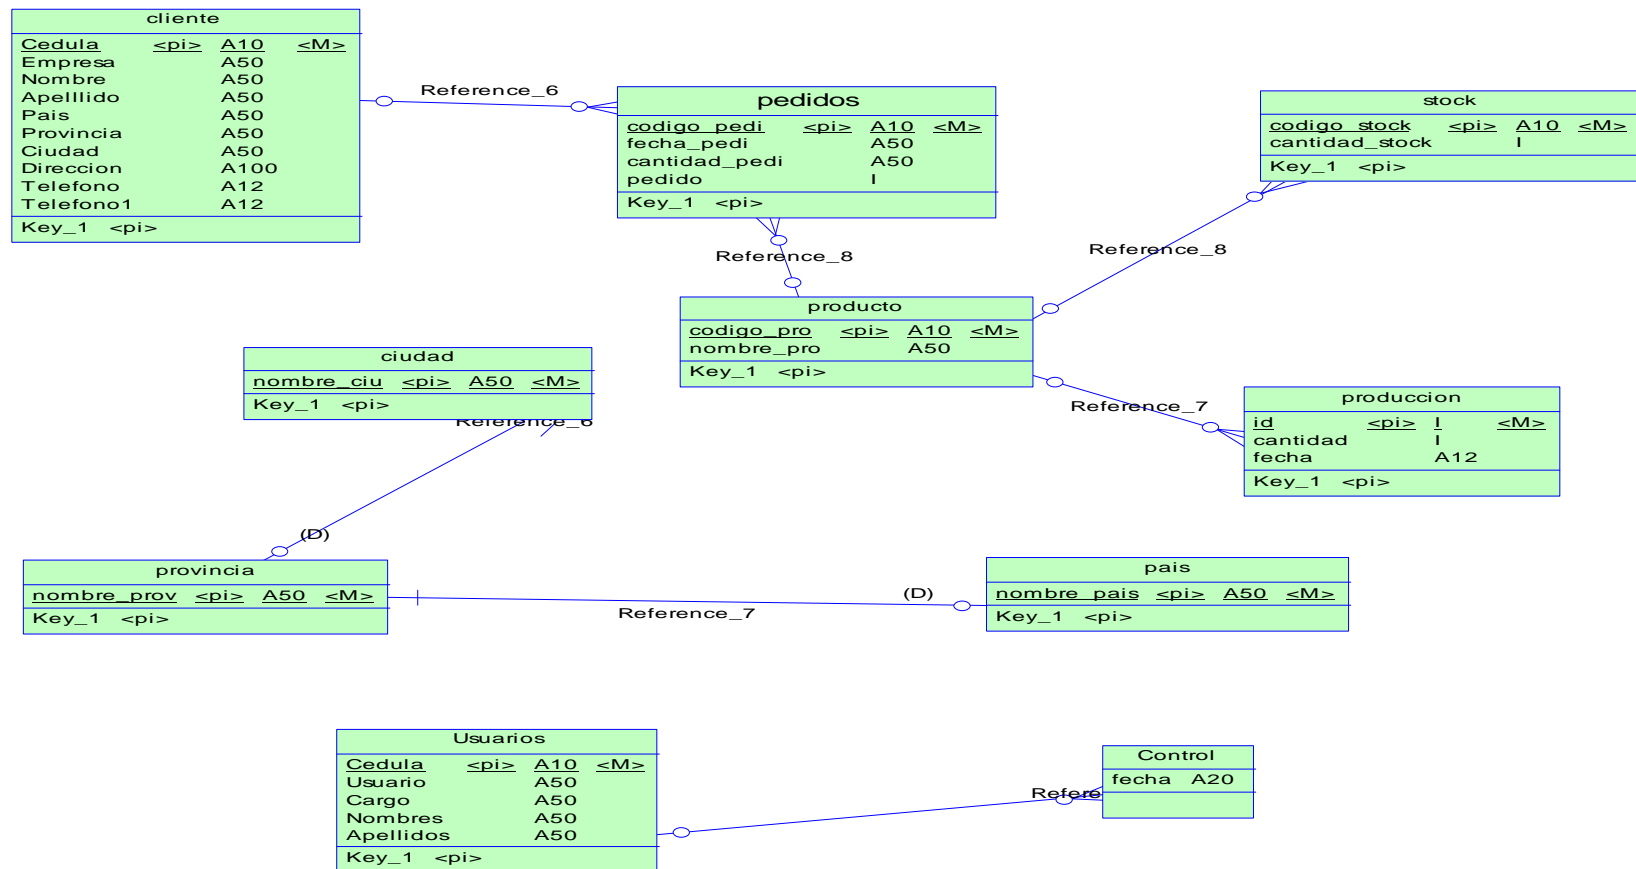 cliente
Cedula <pi> A10 <M>
Empresa A50
Nombre A50
Apelllido A50
Pais A50
Provincia A50
Ciudad A50
Direccion A100
Telefono A12
Telefono1 A12
Key_1 <pi>
Reference_6
pedidos
codigo_pedi <pi> A10 <M>
fecha_pedi A50
cantidad_pedi A50
pedido I
Key_1 <pi>
stock
codigo_stock <pi> A10 <M>
cantidad_stock I
Key_1 <pi>
Reference_8
Reference_8
producto
codigo_pro <pi> A10 <M>
nombre_pro A50
Key_1 <pi>
ciudad
nombre_ciu <pi> A50 <M>
Key_1 <pi>
Reference_6
Reference_7
produccion
id <pi> I <M>
cantidad I
fecha A12
Key_1 <pi>
(D)
provincia
nombre_prov <pi> A50 <M>
Key_1 <pi>
Reference_7
(D)
pais
nombre_pais <pi> A50 <M>
Key_1 <pi>
Usuarios
Cedula <pi> A10 <M>
Usuario A50
Cargo A50
Nombres A50
Apellidos A50
Key_1 <pi>
Refere
Control
fecha A20